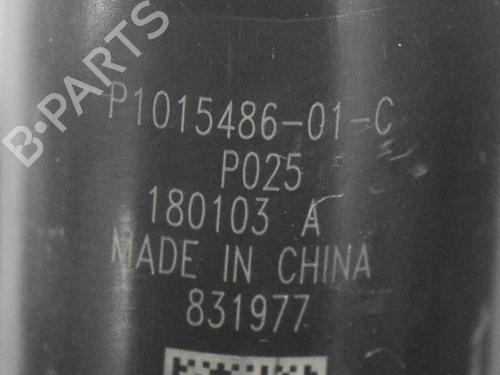 B-PARTS
P1015486-01-C
P025
180103 A
MADE IN CHINA
831977